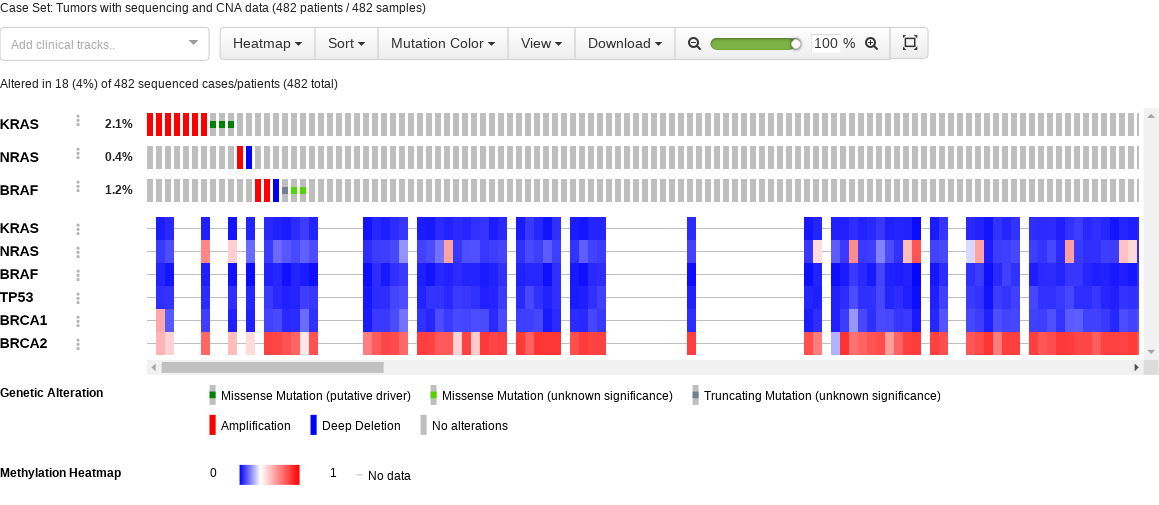 Case Set: Tumors with sequencing and CNA data (482 patients / 482 samples)
Add clinical tracks.. Heatmap Sort Mutation Color View Download 100 %
Altered in 18 (4%) of 482 sequenced cases/patients (482 total)
KRAS 2.1%
NRAS 0.4%
BRAF 1.2%
KRAS
NRAS
BRAF
TP53
BRCA1
BRCA2
Genetic Alteration Missense Mutation (putative driver) Missense Mutation (unknown significance) Truncating Mutation (unknown significance)
Amplification Deep Deletion No alterations
Methylation Heatmap 0 1 No data